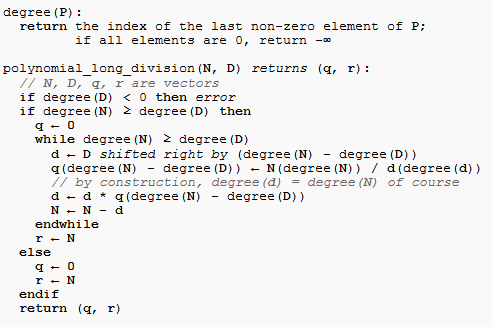 degree(P):
  return the index of the last non-zero element of P;
         if all elements are 0, return -∞

polynomial_long_division(N, D) returns (q, r):
  // N, D, q, r are vectors
  if degree(D) < 0 then error
  if degree(N) ≥ degree(D) then
    q ← 0
    while degree(N) ≥ degree(D)
      d ← D shifted right by (degree(N) - degree(D))
      q(degree(N) - degree(D)) ← N(degree(N)) / d(degree(d))
      // by construction, degree(d) = degree(N) of course
      d ← d * q(degree(N) - degree(D))
      N ← N - d
    endwhile
    r ← N
  else
    q ← 0
    r ← N
  endif
  return (q, r)